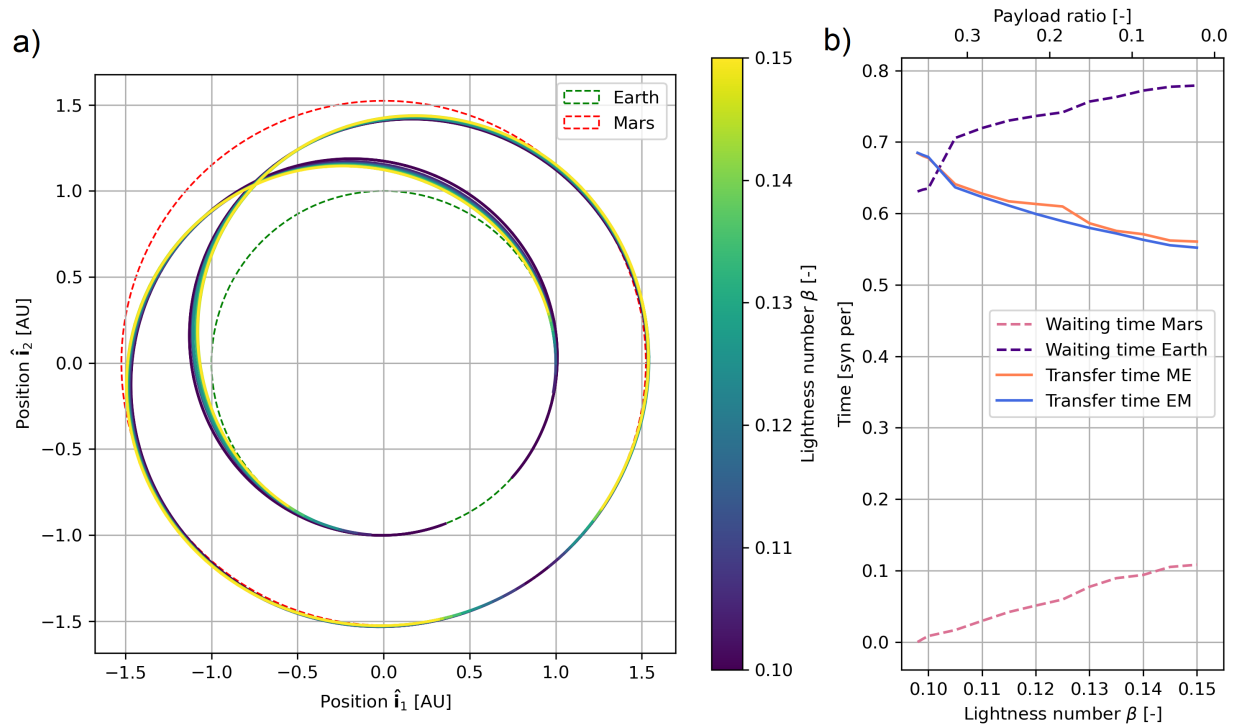 a)
Earth
Mars
1.5
1.0
0.5
0.0
−0.5
−1.0
−1.5
Position î₂ [AU]
−1.5 −1.0 −0.5 0.0 0.5 1.0 1.5
Position î₁ [AU]
0.15
0.14
0.13
0.12
0.11
0.10
Lightness number β [-]
b)
Payload ratio [-]
0.3 0.2 0.1 0.0
0.8
0.7
0.6
0.5
0.4
0.3
0.2
0.1
0.0
Time [syn per]
Waiting time Mars
Waiting time Earth
Transfer time ME
Transfer time EM
0.10 0.11 0.12 0.13 0.14 0.15
Lightness number β [-]